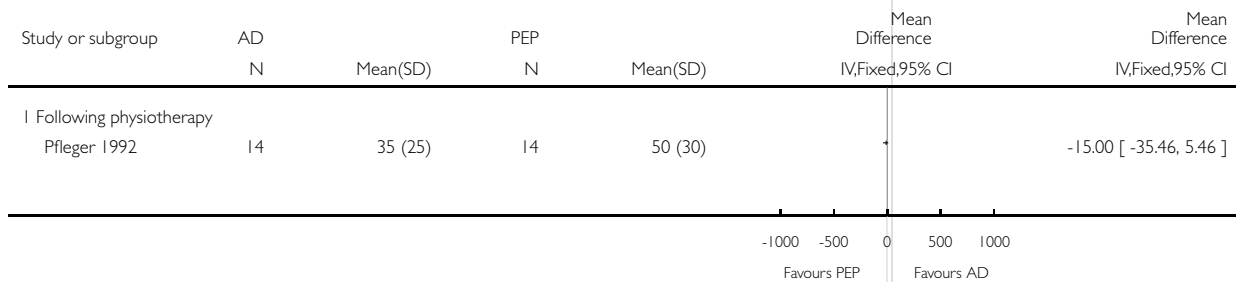 Mean
Mean
Study or subgroup AD PEP Difference Difference
N Mean(SD) N Mean(SD) IV,Fixed,95% CI IV,Fixed,95% CI
1 Following physiotherapy
Pfleger 1992 14 35 (25) 14 50 (30) -15.00 [ -35.46, 5.46 ]
-1000 -500 0 500 1000
Favours PEP Favours AD